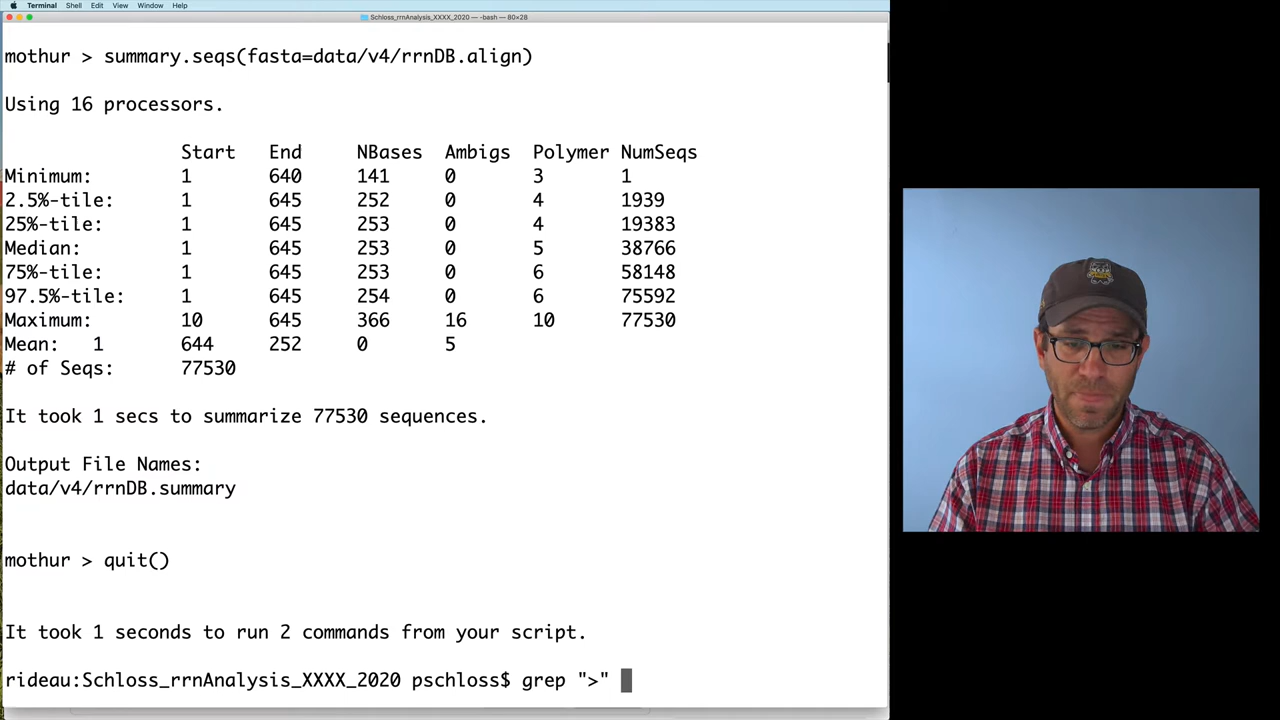 Terminal Shell Edit View Window Help
Schloss_rrnAnalysis_XXXX_2020 — -bash — 80×28
mothur > summary.seqs(fasta=data/v4/rrnDB.align)
Using 16 processors.
Start End NBases Ambigs Polymer NumSeqs
Minimum: 1 640 141 0 3 1
2.5%-tile: 1 645 252 0 4 1939
25%-tile: 1 645 253 0 4 19383
Median: 1 645 253 0 5 38766
75%-tile: 1 645 253 0 6 58148
97.5%-tile: 1 645 254 0 6 75592
Maximum: 10 645 366 16 10 77530
Mean: 1 644 252 0 5
# of Seqs: 77530
It took 1 secs to summarize 77530 sequences.
Output File Names:
data/v4/rrnDB.summary
mothur > quit()
It took 1 seconds to run 2 commands from your script.
rideau:Schloss_rrnAnalysis_XXXX_2020 pschloss$ grep ">"